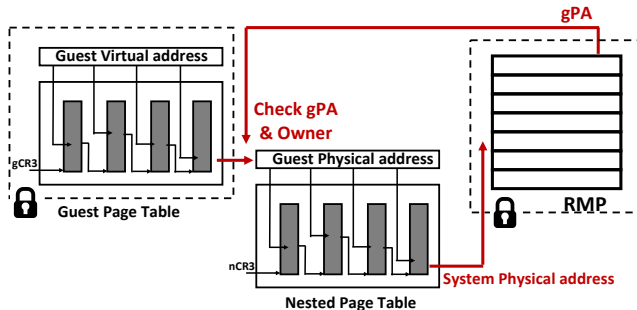 gPA
Guest Virtual address
Check gPA
& Owner
gCR3
Guest Physical address
Guest Page Table
RMP
nCR3
System Physical address
Nested Page Table